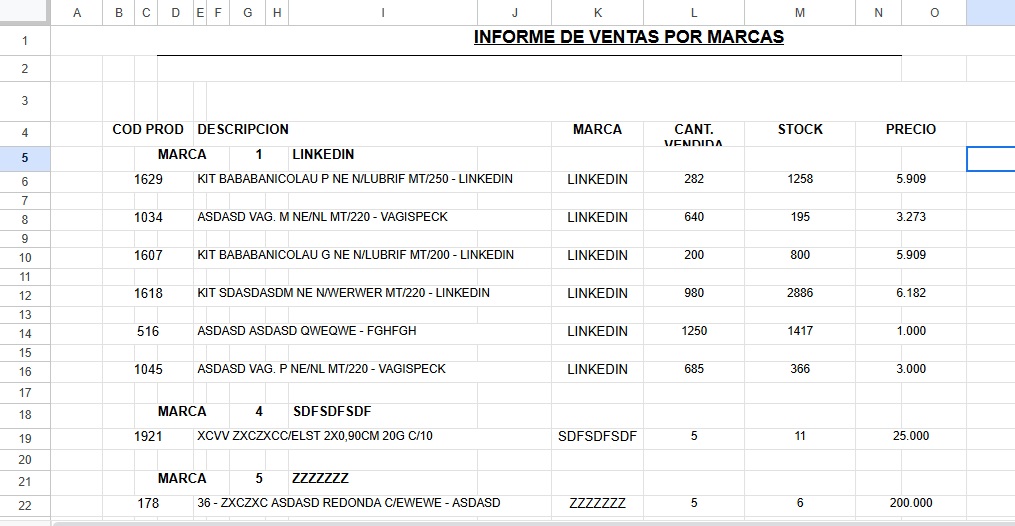 A B C D E F G H I J K L M N O
1 INFORME DE VENTAS POR MARCAS
2
3
4 COD PROD DESCRIPCION MARCA CANT. VENDIDA STOCK PRECIO
5 MARCA 1 LINKEDIN
6 1629 KIT BABABANICOLAU P NE N/LUBRIF MT/250 - LINKEDIN LINKEDIN 282 1258 5.909
7
8 1034 ASDASD VAG. M NE/NL MT/220 - VAGISPECK LINKEDIN 640 195 3.273
9
10 1607 KIT BABABANICOLAU G NE N/LUBRIF MT/200 - LINKEDIN LINKEDIN 200 800 5.909
11
12 1618 KIT SDASDASDM NE N/WERWER MT/220 - LINKEDIN LINKEDIN 980 2886 6.182
13
14 516 ASDASD ASDASD QWEQWE - FGHFGH LINKEDIN 1250 1417 1.000
15
16 1045 ASDASD VAG. P NE/NL MT/220 - VAGISPECK LINKEDIN 685 366 3.000
17
18 MARCA 4 SDFSDFSDF
19 1921 XCVV ZXCZXCC/ELST 2X0,90CM 20G C/10 SDFSDFSDF 5 11 25.000
20
21 MARCA 5 ZZZZZZZ
22 178 36 - ZXCZXC ASDASD REDONDA C/EWEWE - ASDASD ZZZZZZZ 5 6 200.000